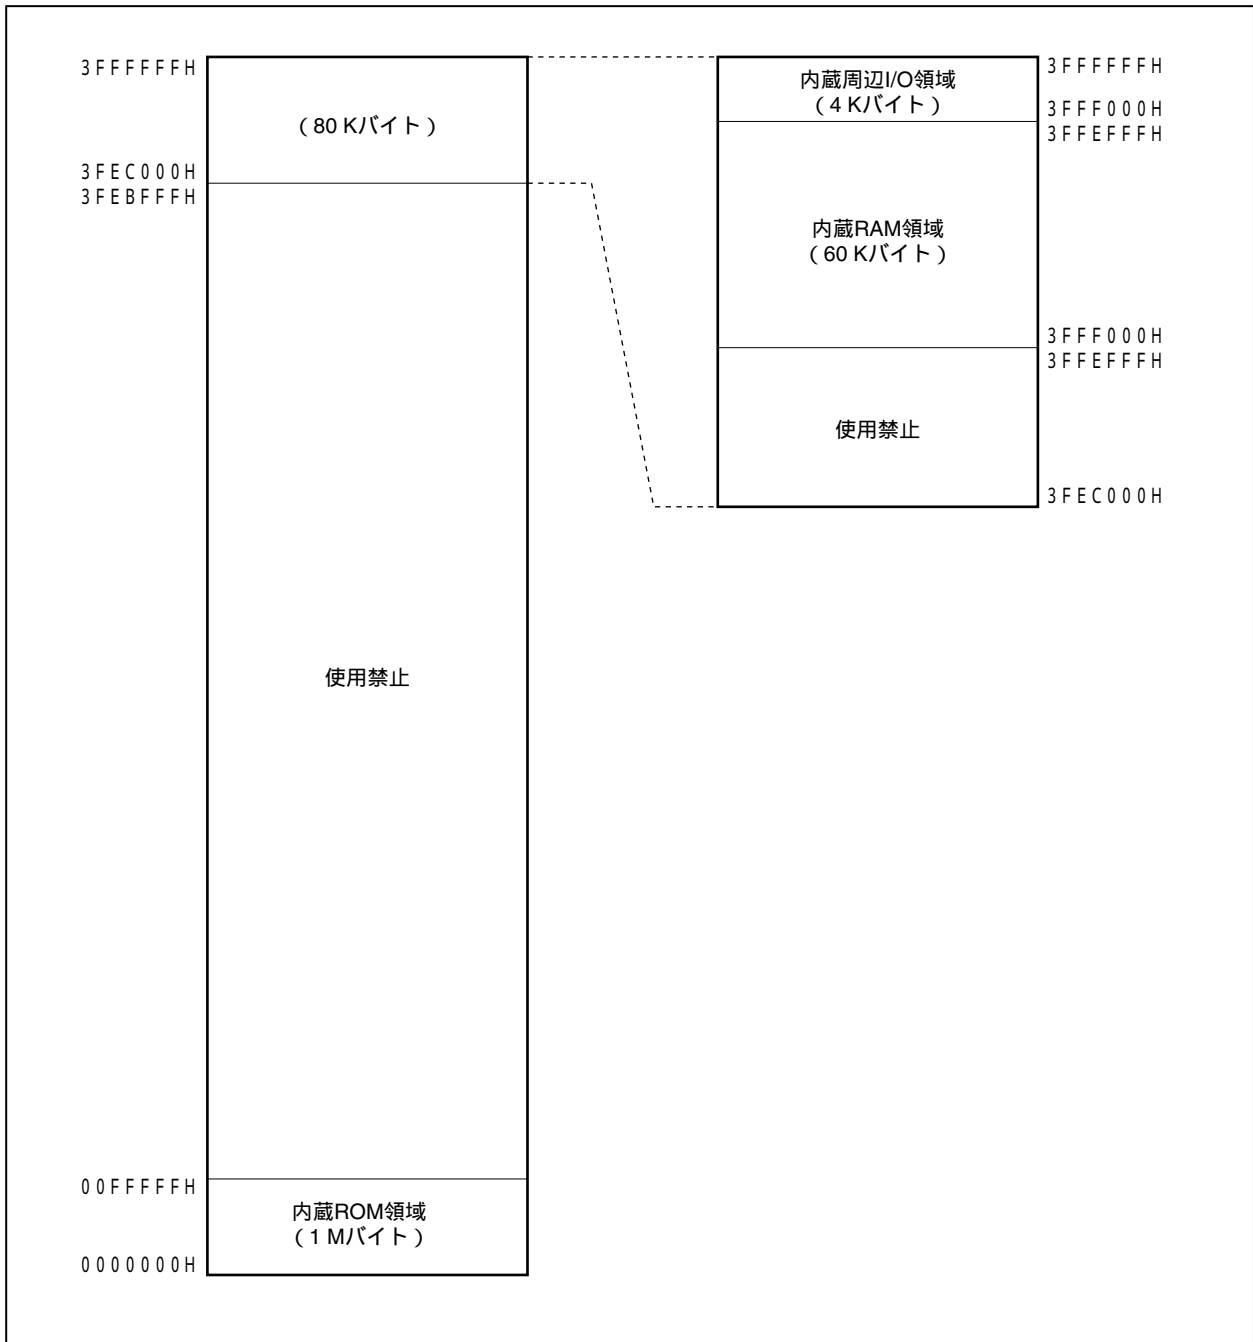 3FFFFFFH
(80 Kバイト)
3FEC000H
3FEBFFFH
使用禁止
00FFFFFH
内蔵ROM領域
(1 Mバイト)
0000000H
内蔵周辺I/O領域
(4 Kバイト)
3FFFFFFH
3FFF000H
3FFEFFFH
内蔵RAM領域
(60 Kバイト)
3FFF000H
3FFEFFFH
使用禁止
3FEC000H